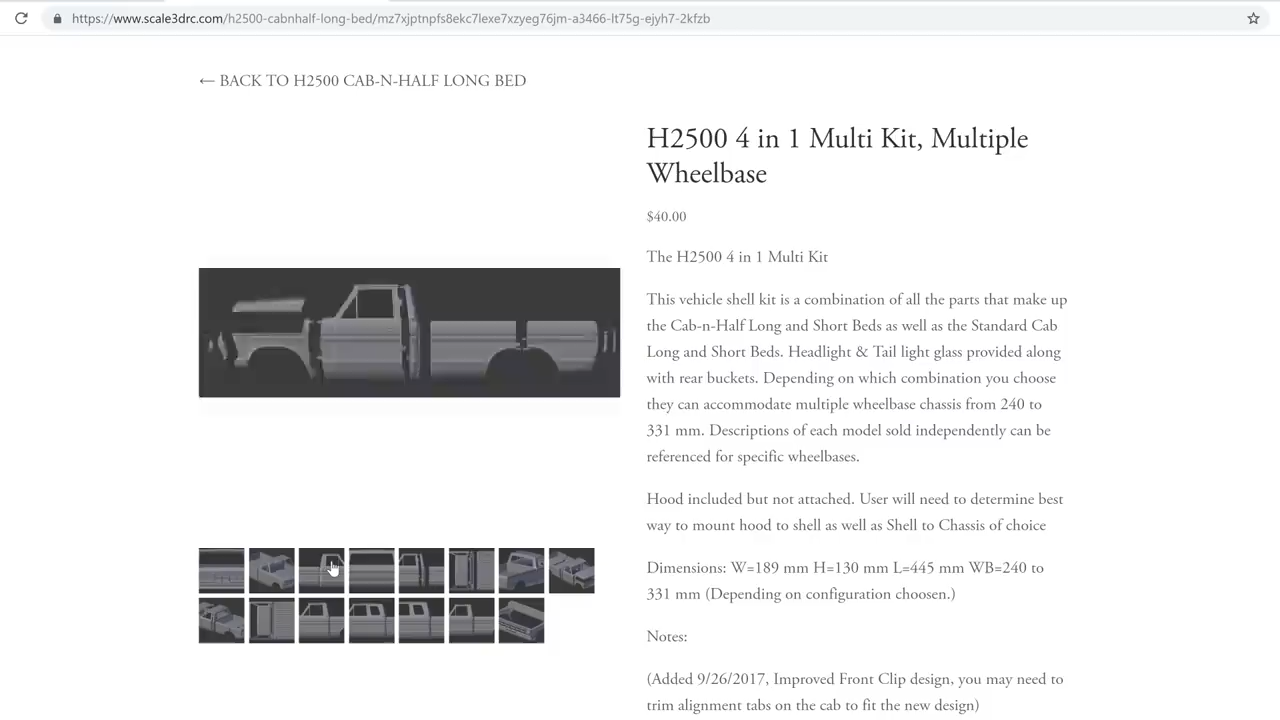 https://www.scale3drc.com/h2500-cabnhalf-long-bed/mz7xjptnpfs8ekc7lexe7xzyeg76jm-a3466-lt75g-ejyh7-2kfzb
← BACK TO H2500 CAB-N-HALF LONG BED
H2500 4 in 1 Multi Kit, Multiple
Wheelbase
$40.00
The H2500 4 in 1 Multi Kit
This vehicle shell kit is a combination of all the parts that make up
the Cab-n-Half Long and Short Beds as well as the Standard Cab
Long and Short Beds. Headlight & Tail light glass provided along
with rear buckets. Depending on which combination you choose
they can accommodate multiple wheelbase chassis from 240 to
331 mm. Descriptions of each model sold independently can be
referenced for specific wheelbases.
Hood included but not attached. User will need to determine best
way to mount hood to shell as well as Shell to Chassis of choice
Dimensions: W=189 mm H=130 mm L=445 mm WB=240 to
331 mm (Depending on configuration choosen.)
Notes:
(Added 9/26/2017, Improved Front Clip design, you may need to
trim alignment tabs on the cab to fit the new design)